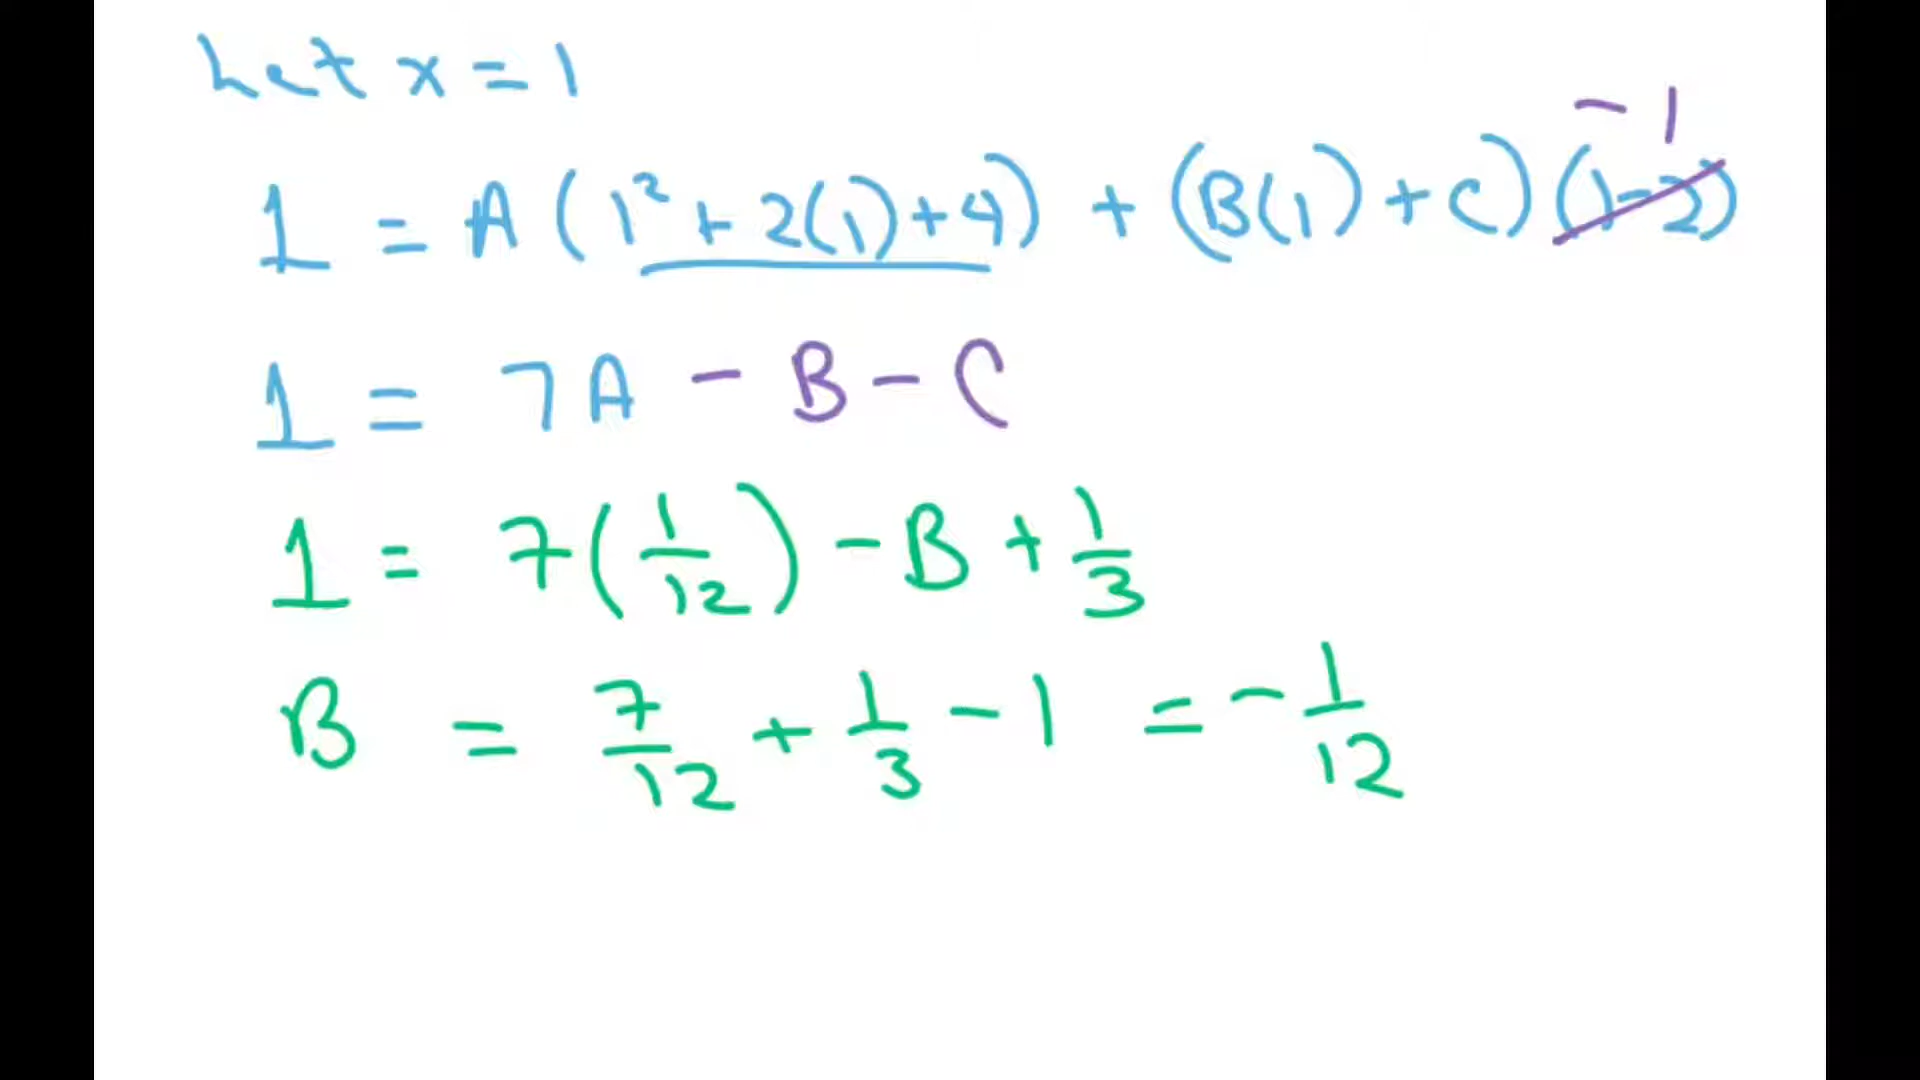 Let x = 1
1 = A(1² + 2(1) + 4) + (B(1) + C)(1-2) -1
1 = 7A - B - C
1 = 7(1/12) - B + 1/3
B = 7/12 + 1/3 - 1 = - 1/12